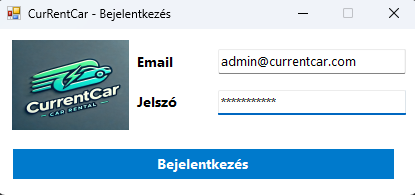 CurRentCar - Bejelentkezés
CurrentCar
CAR RENTAL
Email admin@currentcar.com
Jelszó ***********
Bejelentkezés